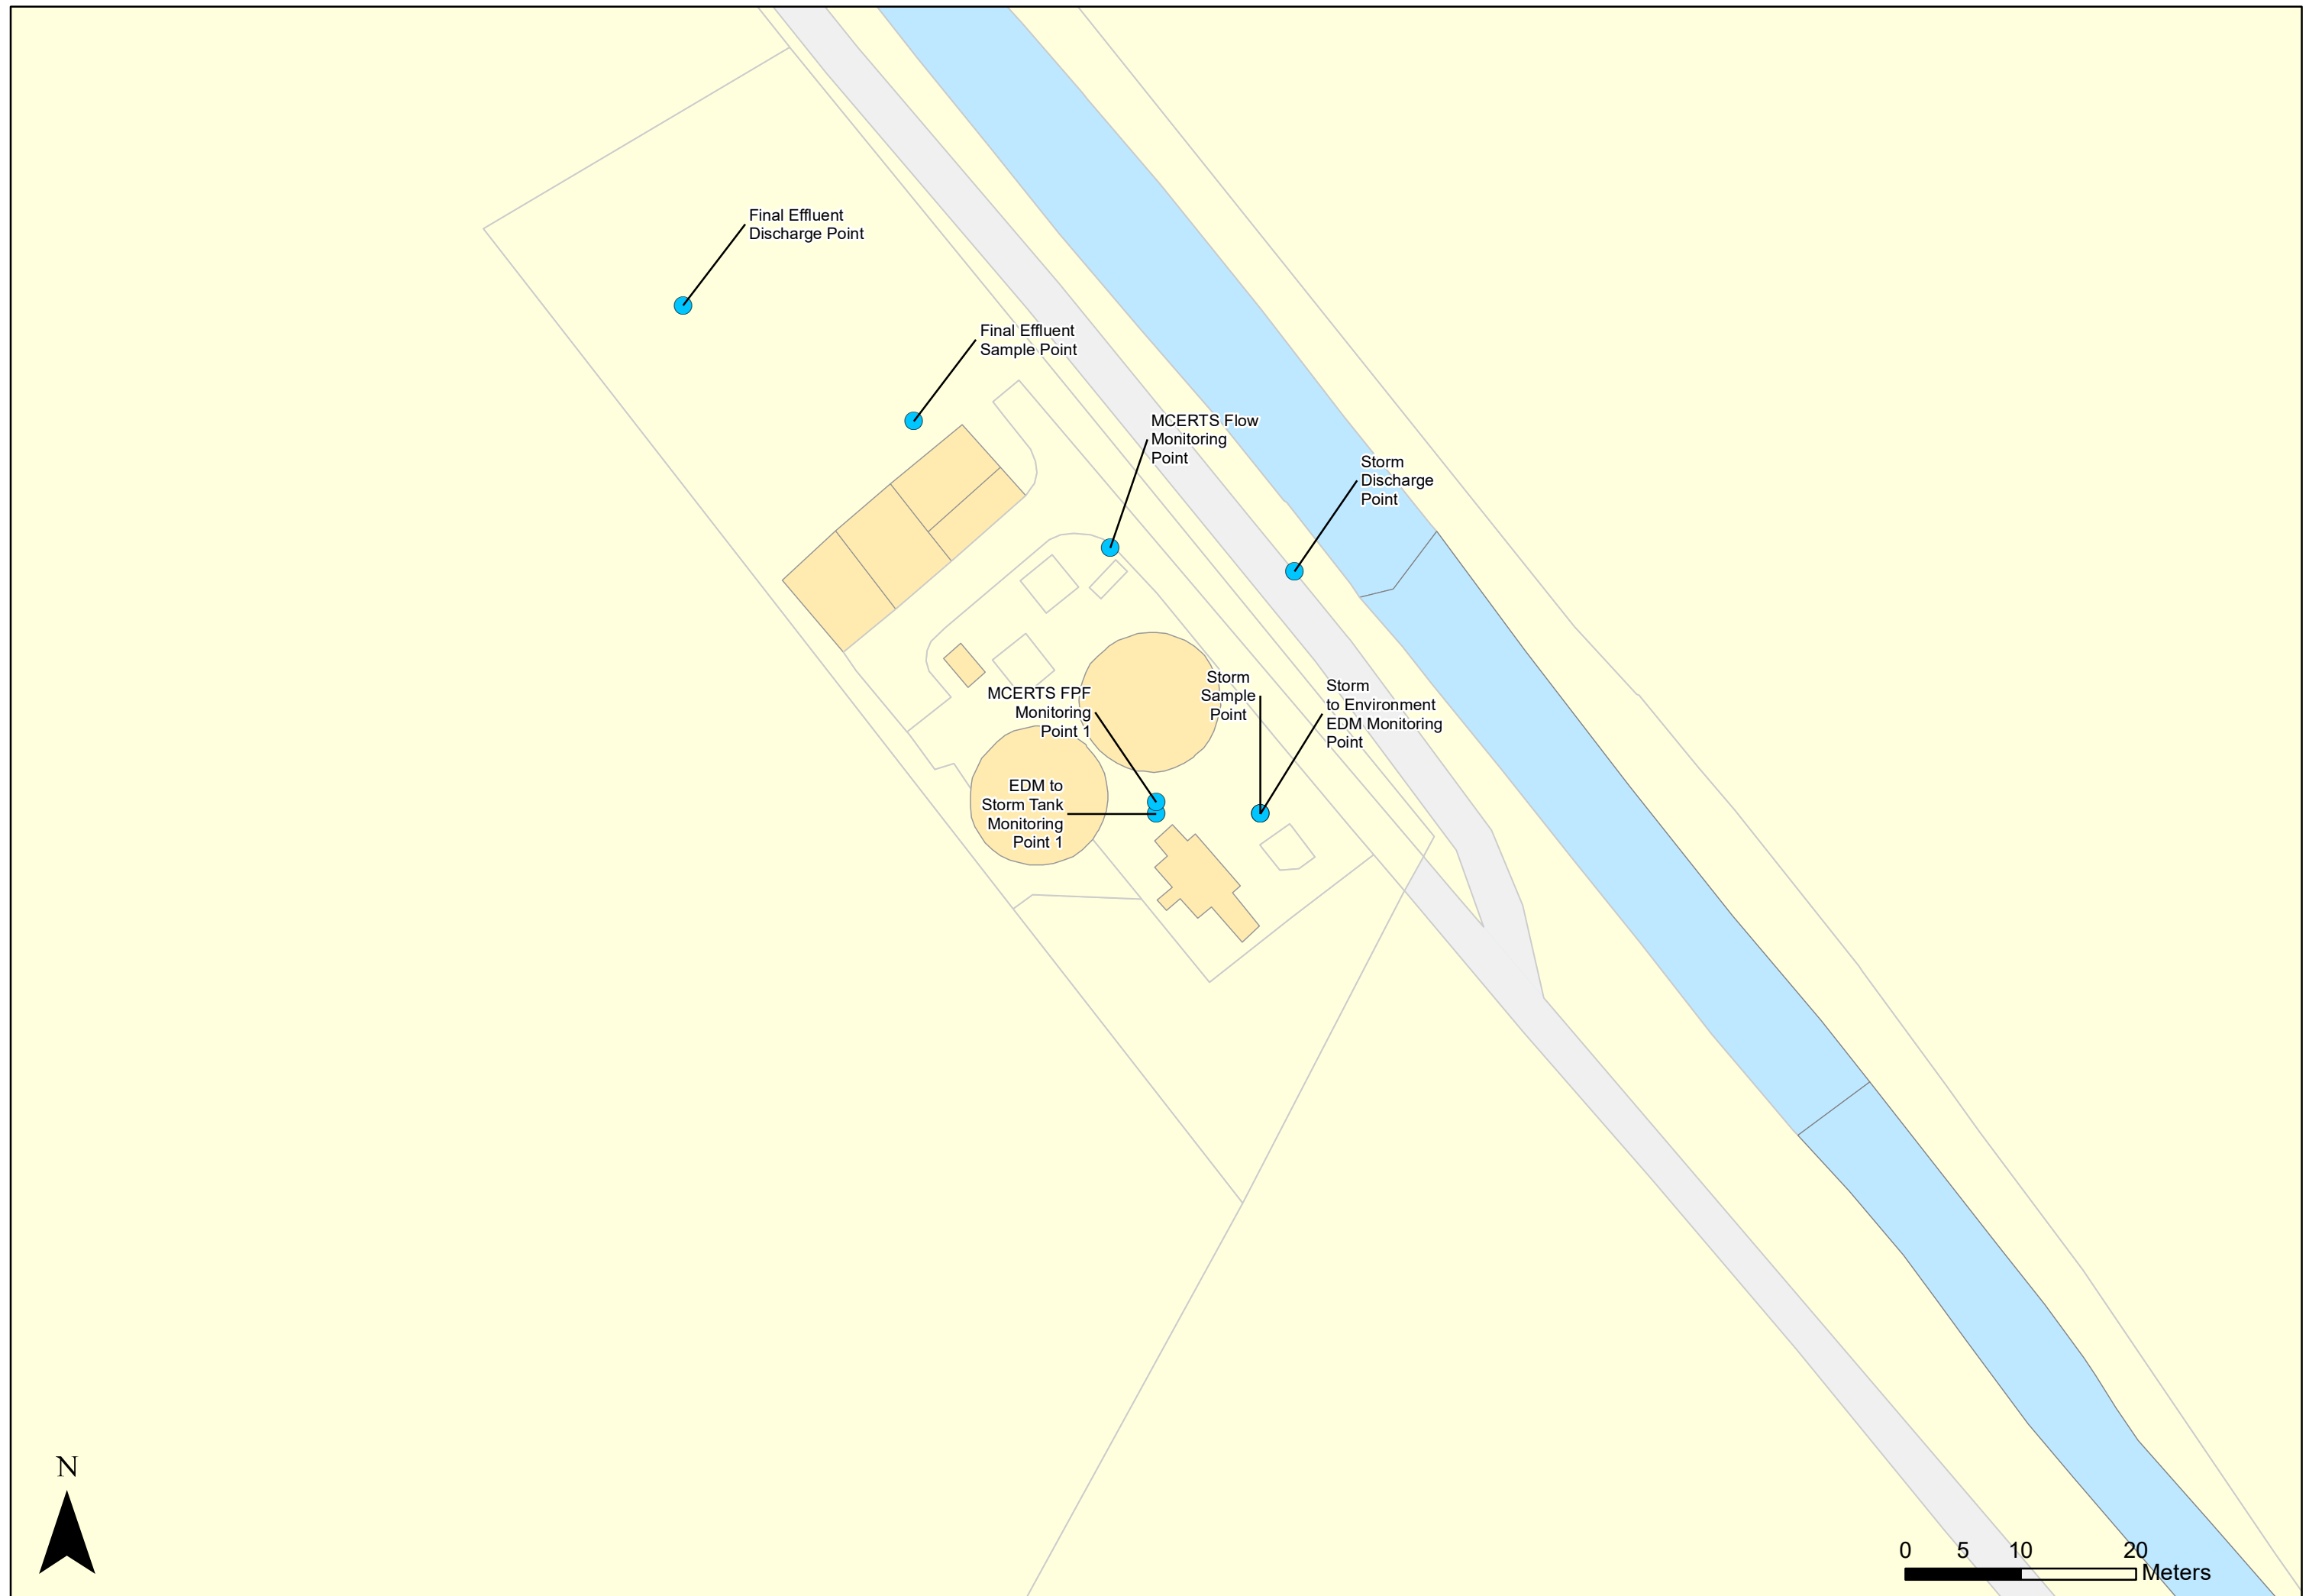 Final Effluent
Discharge Point
Final Effluent
Sample Point
MCERTS Flow
Monitoring
Point
Storm
Discharge
Point
MCERTS FPF
Monitoring
Point 1
Storm
Sample
Point
Storm
to Environment
EDM Monitoring
Point
EDM to
Storm Tank
Monitoring
Point 1
N
0 5 10 20
Meters